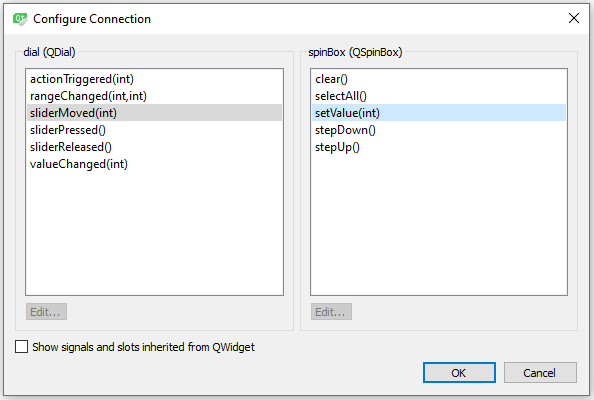 Configure Connection
dial (QDial)
actionTriggered(int)
rangeChanged(int,int)
sliderMoved(int)
sliderPressed()
sliderReleased()
valueChanged(int)
Edit...
spinBox (QSpinBox)
clear()
selectAll()
setValue(int)
stepDown()
stepUp()
Edit...
Show signals and slots inherited from QWidget
OK
Cancel